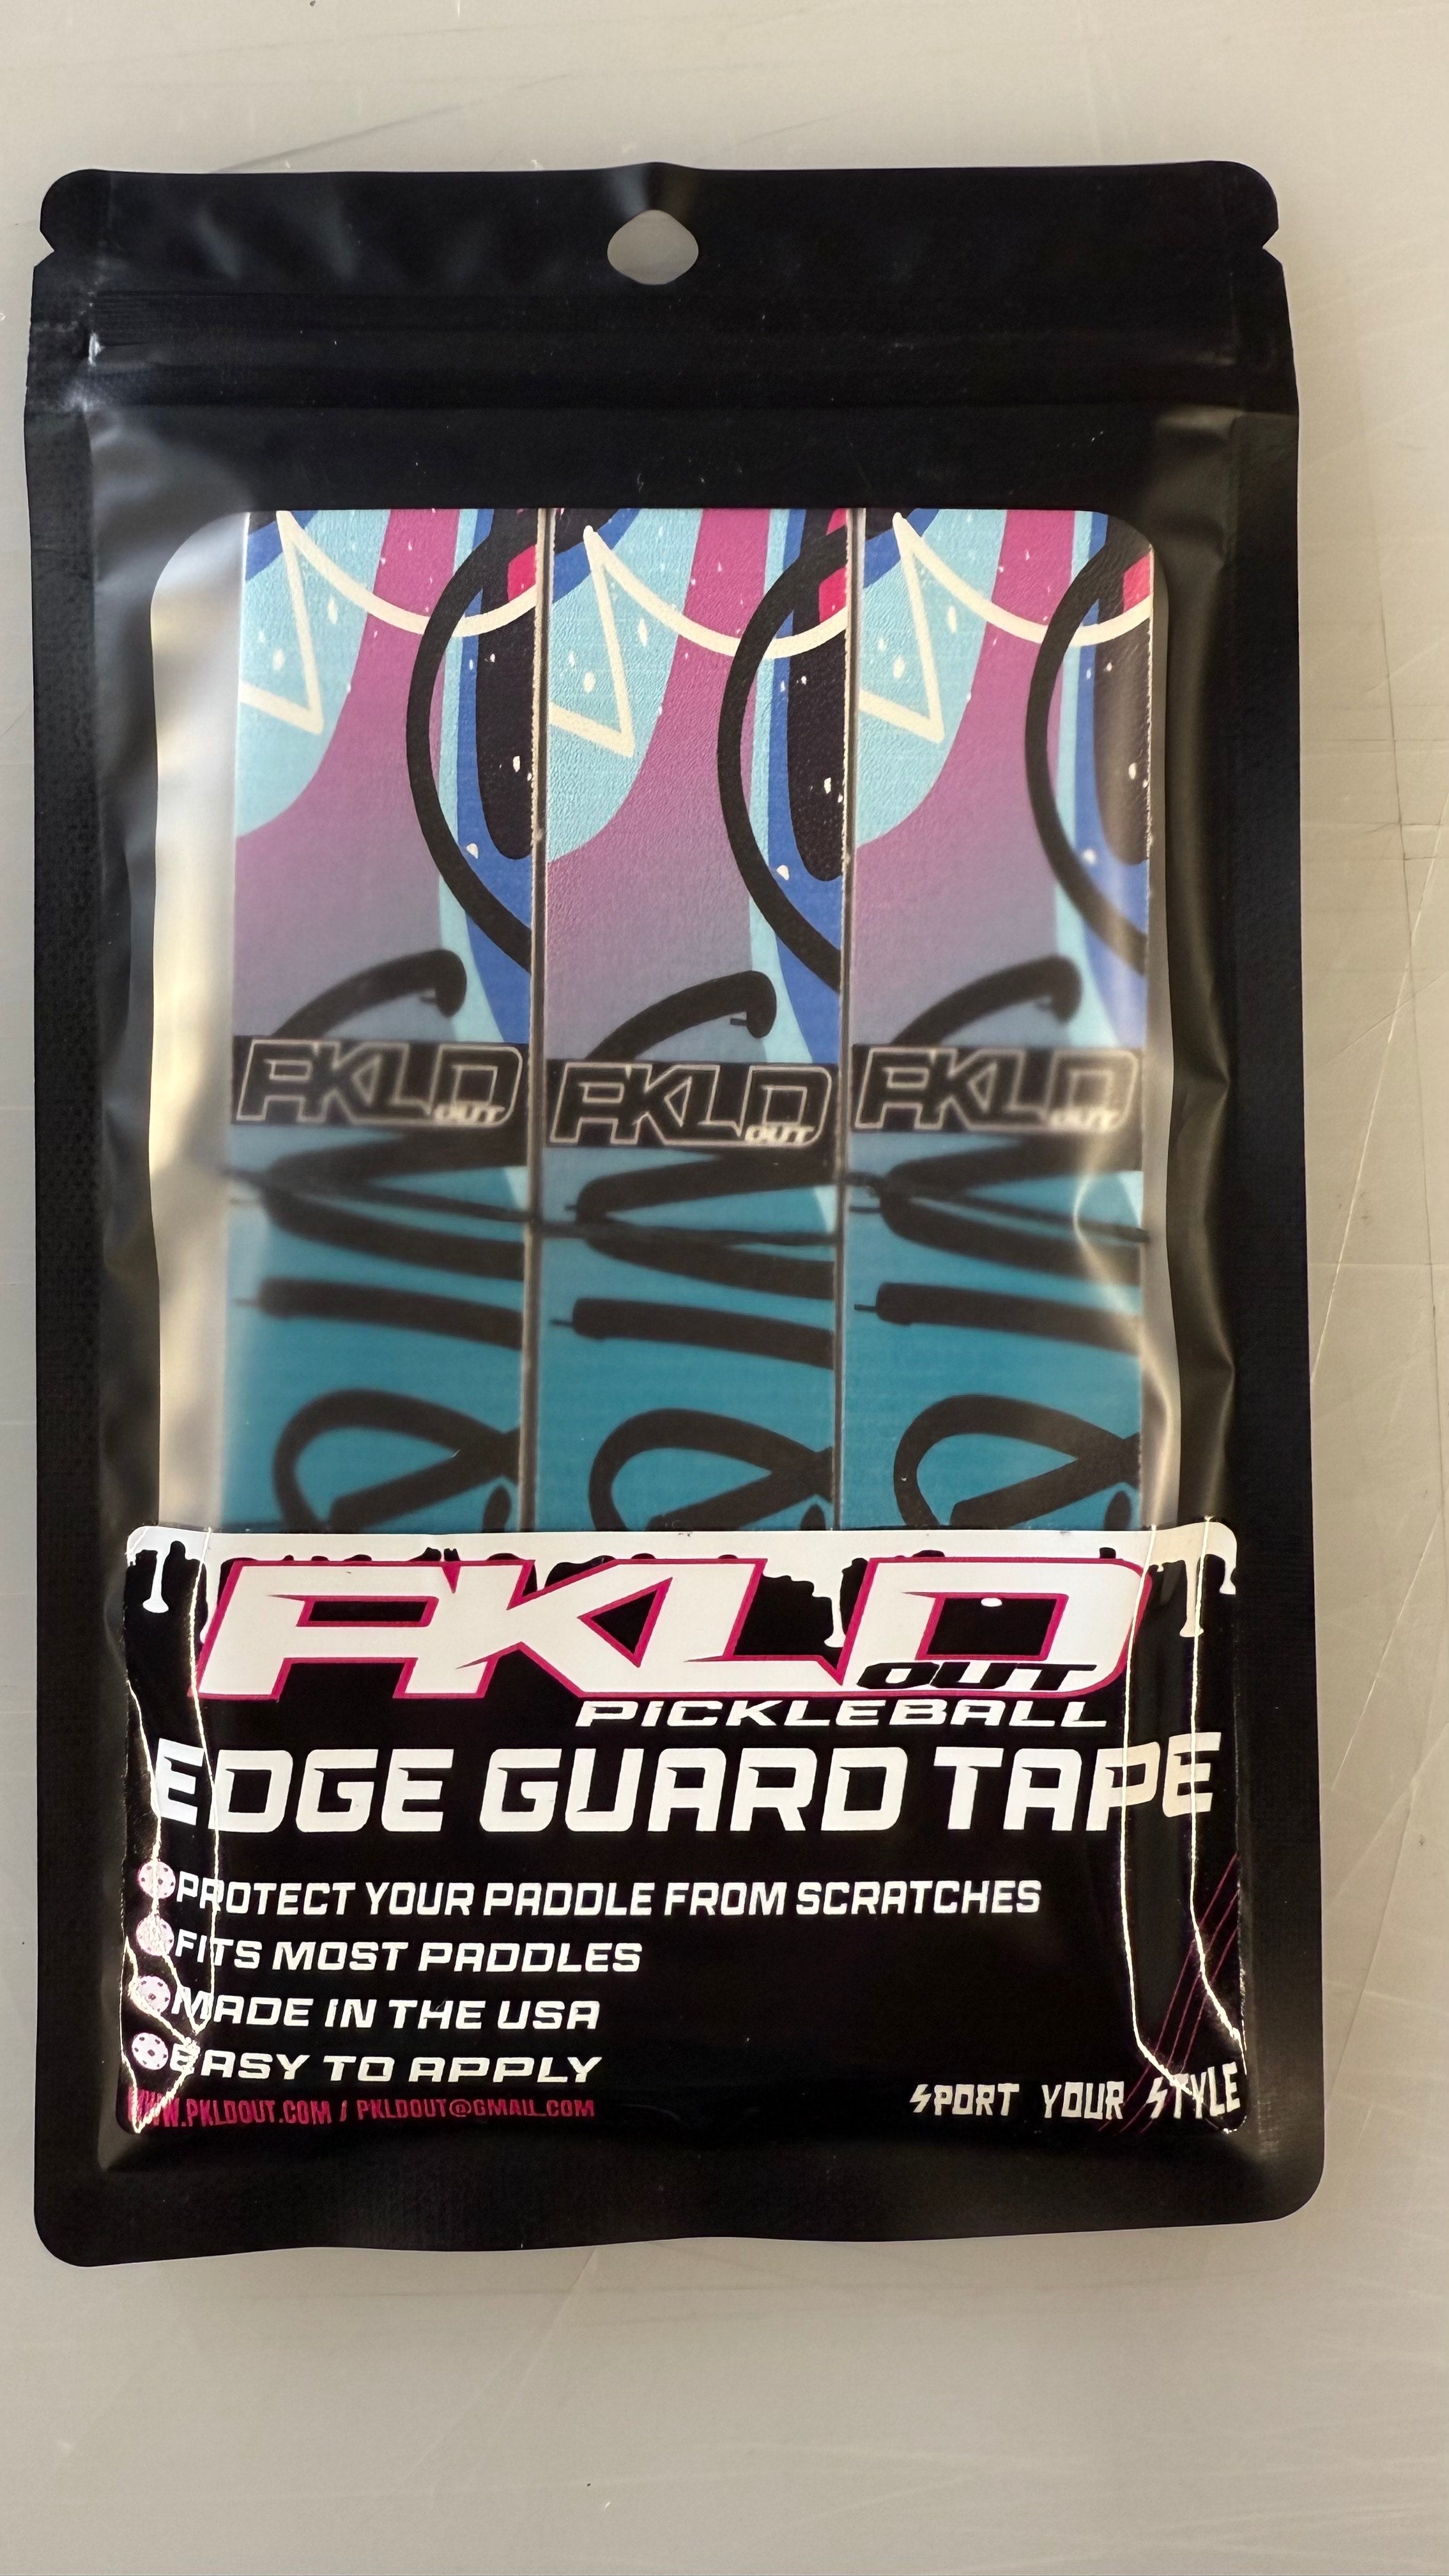 PKLD OUT PKLD OUT PKLD OUT
PKLD
OUT
PICKLEBALL
EDGE GUARD TAPE
PROTECT YOUR PADDLE FROM SCRATCHES
FITS MOST PADDLES
MADE IN THE USA
EASY TO APPLY
WWW.PKLDOUT.COM / PKLDOUT@GMAIL.COM
SPORT YOUR STYLE